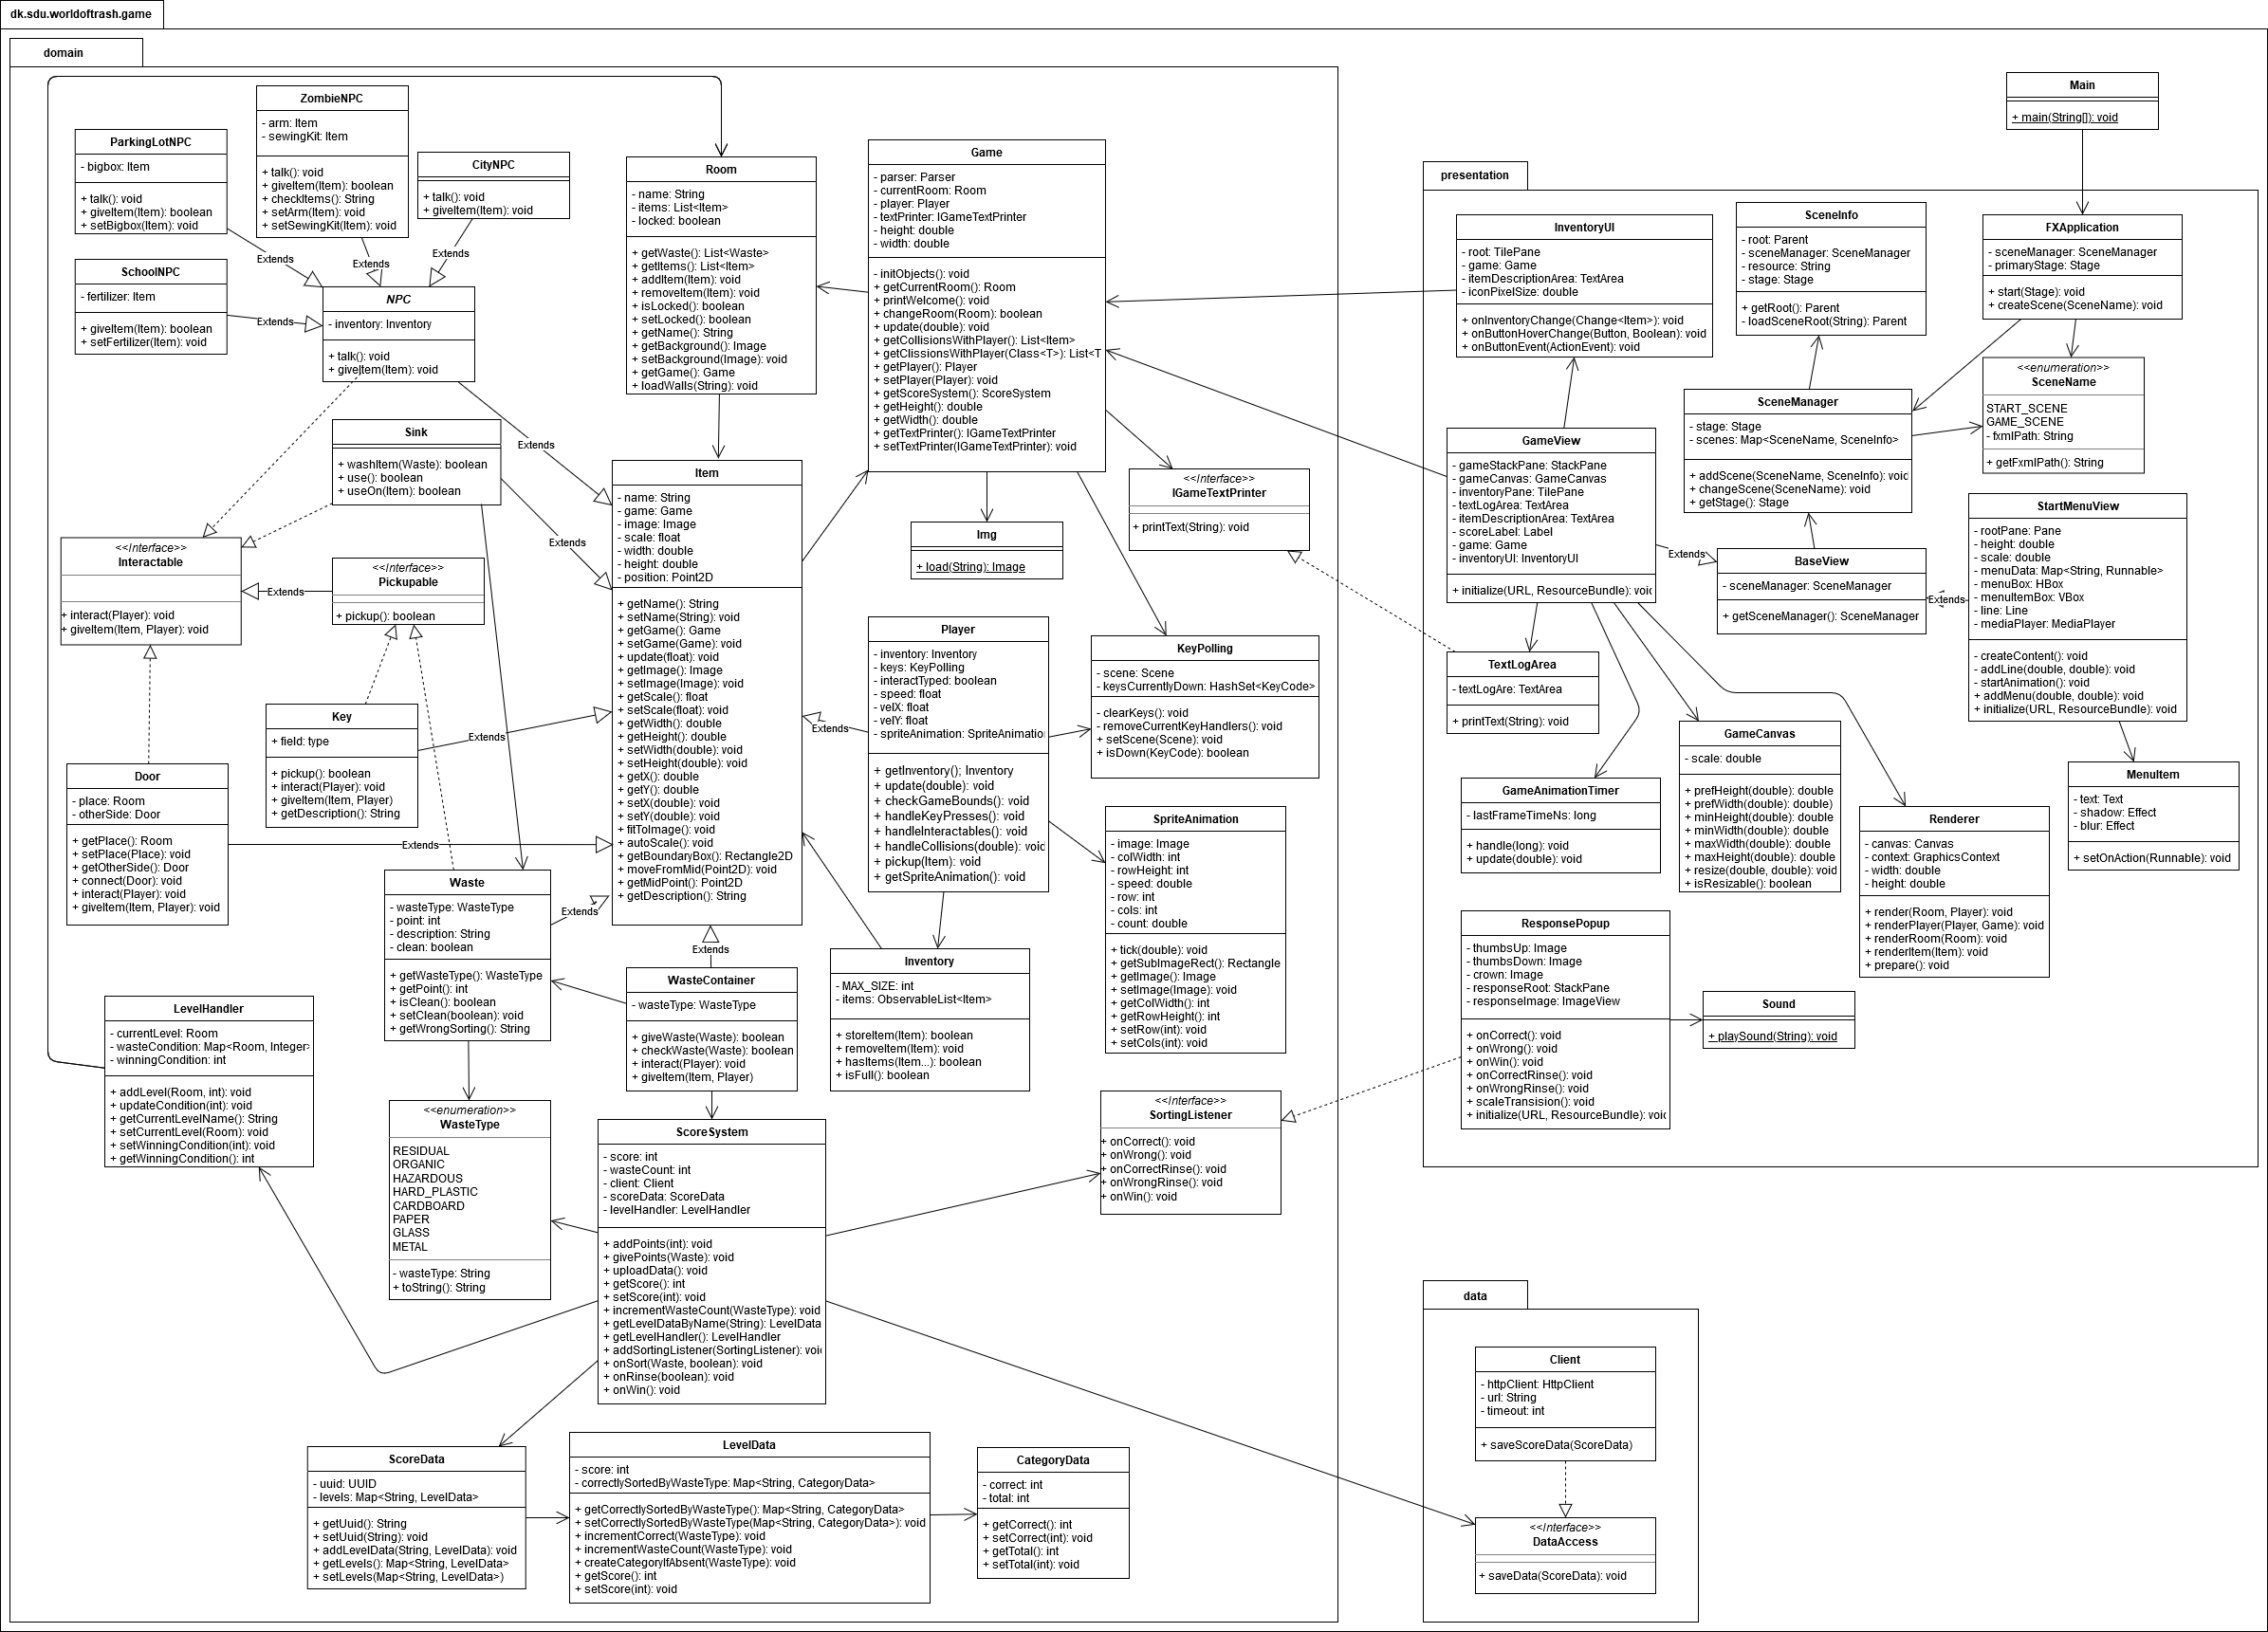 dk.sdu.worldoftrash.game
domain
ZombieNPC
- arm: Item
- sewingKit: Item
+ talk(): void
+ giveItem(Item): boolean
+ checkItems(): String
+ setArm(Item): void
+ setSewingKit(Item): void
ParkingLotNPC
- bigbox: Item
+ talk(): void
+ giveItem(Item): boolean
+ setBigbox(Item): void
CityNPC
+ talk(): void
+ giveItem(Item): void
SchoolNPC
- fertilizer: Item
+ giveItem(Item): boolean
+ setFertilizer(Item): void
Extends
Extends
Extends
Extends
NPC
- inventory: Inventory
+ talk(): void
+ giveItem(Item): void
Sink
+ washItem(Waste): boolean
+ use(): boolean
+ useOn(Item): boolean
Extends
Extends
<<Interface>>
Interactable
+ interact(Player): void
+ giveItem(Item, Player): void
Extends
<<Interface>>
Pickupable
+ pickup(): boolean
Key
+ field: type
+ pickup(): boolean
+ interact(Player): void
+ giveItem(Item, Player)
+ getDescription(): String
Extends
Door
- place: Room
- otherSide: Door
+ getPlace(): Room
+ setPlace(Place): void
+ getOtherSide(): Door
+ connect(Door): void
+ interact(Player): void
+ giveItem(Item, Player): void
Extends
Waste
- wasteType: WasteType
- point: int
- description: String
- clean: boolean
+ getWasteType(): WasteType
+ getPoint(): int
+ isClean(): boolean
+ setClean(boolean): void
+ getWrongSorting(): String
Extends
LevelHandler
- currentLevel: Room
- wasteCondition: Map<Room, Integer>
- winningCondition: int
+ addLevel(Room, int): void
+ updateCondition(int): void
+ getCurrentLevelName(): String
+ setCurrentLevel(Room): void
+ setWinningCondition(int): void
+ getWinningCondition(): int
<<enumeration>>
WasteType
RESIDUAL
ORGANIC
HAZARDOUS
HARD_PLASTIC
CARDBOARD
PAPER
GLASS
METAL
- wasteType: String
+ toString(): String
Room
- name: String
- items: List<Item>
- locked: boolean
+ getWaste(): List<Waste>
+ getItems(): List<Item>
+ addItem(Item): void
+ removeItem(Item): void
+ isLocked(): boolean
+ setLocked(): boolean
+ getName(): String
+ getBackground(): Image
+ setBackground(Image): void
+ getGame(): Game
+ loadWalls(String): void
Item
- name: String
- game: Game
- image: Image
- scale: float
- width: double
- height: double
- position: Point2D
+ getName(): String
+ setName(String): void
+ getGame(): Game
+ setGame(Game): void
+ update(float): void
+ getImage(): Image
+ setImage(Image): void
+ getScale(): float
+ setScale(float): void
+ getWidth(): double
+ getHeight(): double
+ setWidth(double): void
+ setHeight(double): void
+ getX(): double
+ getY(): double
+ setX(double): void
+ setY(double): void
+ fitToImage(): void
+ autoScale(): void
+ getBoundaryBox(): Rectangle2D
+ moveFromMid(Point2D): void
+ getMidPoint(): Point2D
+ getDescription(): String
Extends
WasteContainer
- wasteType: WasteType
+ giveWaste(Waste): boolean
+ checkWaste(Waste): boolean
+ interact(Player): void
+ giveItem(Item, Player)
ScoreSystem
- score: int
- wasteCount: int
- client: Client
- scoreData: ScoreData
- levelHandler: LevelHandler
+ addPoints(int): void
+ givePoints(Waste): void
+ uploadData(): void
+ getScore(): int
+ setScore(int): void
+ incrementWasteCount(WasteType): void
+ getLevelDataByName(String): LevelData
+ getLevelHandler(): LevelHandler
+ addSortingListener(SortingListener): void
+ onSort(Waste, boolean): void
+ onRinse(boolean): void
+ onWin(): void
ScoreData
- uuid: UUID
- levels: Map<String, LevelData>
+ getUuid(): String
+ setUuid(String): void
+ addLevelData(String, LevelData): void
+ getLevels(): Map<String, LevelData>
+ setLevels(Map<String, LevelData>)
LevelData
- score: int
- correctlySortedByWasteType: Map<String, CategoryData>
+ getCorrectlySortedByWasteType(): Map<String, CategoryData>
+ setCorrectlySortedByWasteType(Map<String, CategoryData>): void
+ incrementCorrect(WasteType): void
+ incrementWasteCount(WasteType): void
+ createCategoryIfAbsent(WasteType): void
+ getScore(): int
+ setScore(int): void
CategoryData
- correct: int
- total: int
+ getCorrect(): int
+ setCorrect(int): void
+ getTotal(): int
+ setTotal(int): void
Game
- parser: Parser
- currentRoom: Room
- player: Player
- textPrinter: IGameTextPrinter
- height: double
- width: double
- initObjects(): void
+ getCurrentRoom(): Room
+ printWelcome(): void
+ changeRoom(Room): boolean
+ update(double): void
+ getCollisionsWithPlayer(): List<Item>
+ getClissionsWithPlayer(Class<T>): List<T
+ getPlayer(): Player
+ setPlayer(Player): void
+ getScoreSystem(): ScoreSystem
+ getHeight(): double
+ getWidth(): double
+ getTextPrinter(): IGameTextPrinter
+ setTextPrinter(IGameTextPrinter): void
Img
+ load(String): Image
<<Interface>>
IGameTextPrinter
+ printText(String): void
Player
- inventory: Inventory
- keys: KeyPolling
- interactTyped: boolean
- speed: float
- velX: float
- velY: float
- spriteAnimation: SpriteAnimation
+ getInventory(); Inventory
+ update(double): void
+ checkGameBounds(): void
+ handleKeyPresses(): void
+ handleInteractables(): void
+ handleCollisions(double): void
+ pickup(Item): void
+ getSpriteAnimation(): void
Extends
KeyPolling
- scene: Scene
- keysCurrentlyDown: HashSet<KeyCode>
- clearKeys(): void
- removeCurrentKeyHandlers(): void
+ setScene(Scene): void
+ isDown(KeyCode): boolean
SpriteAnimation
- image: Image
- colWidth: int
- rowHeight: int
- speed: double
- row: int
- cols: int
- count: double
+ tick(double): void
+ getSubImageRect(): Rectangle
+ getImage(): Image
+ setImage(Image): void
+ getColWidth(): int
+ getRowHeight(): int
+ setRow(int): void
+ setCols(int): void
Inventory
- MAX_SIZE: int
- items: ObservableList<Item>
+ storeItem(Item): boolean
+ removeItem(Item): void
+ hasItems(Item...): boolean
+ isFull(): boolean
<<Interface>>
SortingListener
+ onCorrect(): void
+ onWrong(): void
+ onCorrectRinse(): void
+ onWrongRinse(): void
+ onWin(): void
Main
+ main(String[]): void
presentation
InventoryUI
- root: TilePane
- game: Game
- itemDescriptionArea: TextArea
- iconPixelSize: double
+ onInventoryChange(Change<Item>): void
+ onButtonHoverChange(Button, Boolean): void
+ onButtonEvent(ActionEvent): void
SceneInfo
- root: Parent
- sceneManager: SceneManager
- resource: String
- stage: Stage
+ getRoot(): Parent
- loadSceneRoot(String): Parent
FXApplication
- sceneManager: SceneManager
- primaryStage: Stage
+ start(Stage): void
+ createScene(SceneName): void
<<enumeration>>
SceneName
START_SCENE
GAME_SCENE
- fxmlPath: String
+ getFxmlPath(): String
SceneManager
- stage: Stage
- scenes: Map<SceneName, SceneInfo>
+ addScene(SceneName, SceneInfo): void
+ changeScene(SceneName): void
+ getStage(): Stage
GameView
- gameStackPane: StackPane
- gameCanvas: GameCanvas
- inventoryPane: TilePane
- textLogArea: TextArea
- itemDescriptionArea: TextArea
- scoreLabel: Label
- game: Game
- inventoryUI: InventoryUI
+ initialize(URL, ResourceBundle): void
Extends
BaseView
- sceneManager: SceneManager
+ getSceneManager(): SceneManager
Extends
StartMenuView
- rootPane: Pane
- height: double
- scale: double
- menuData: Map<String, Runnable>
- menuBox: HBox
- menuItemBox: VBox
- line: Line
- mediaPlayer: MediaPlayer
- createContent(): void
- addLine(double, double): void
- startAnimation(): void
+ addMenu(double, double): void
+ initialize(URL, ResourceBundle): void
TextLogArea
- textLogAre: TextArea
+ printText(String): void
GameAnimationTimer
- lastFrameTimeNs: long
+ handle(long): void
+ update(double): void
GameCanvas
- scale: double
+ prefHeight(double): double
+ prefWidth(double): double)
+ minHeight(double): double
+ minWidth(double): double
+ maxWidth(double): double
+ maxHeight(double): double
+ resize(double, double): void
+ isResizable(): boolean
Renderer
- canvas: Canvas
- context: GraphicsContext
- width: double
- height: double
+ render(Room, Player): void
+ renderPlayer(Player, Game): void
+ renderRoom(Room): void
+ renderItem(Item): void
+ prepare(): void
MenuItem
- text: Text
- shadow: Effect
- blur: Effect
+ setOnAction(Runnable): void
ResponsePopup
- thumbsUp: Image
- thumbsDown: Image
- crown: Image
- responseRoot: StackPane
- responseImage: ImageView
+ onCorrect(): void
+ onWrong(): void
+ onWin(): void
+ onCorrectRinse(): void
+ onWrongRinse(): void
+ scaleTransision(): void
+ initialize(URL, ResourceBundle): void
Sound
+ playSound(String): void
data
Client
- httpClient: HttpClient
- url: String
- timeout: int
+ saveScoreData(ScoreData)
<<Interface>>
DataAccess
+ saveData(ScoreData): void